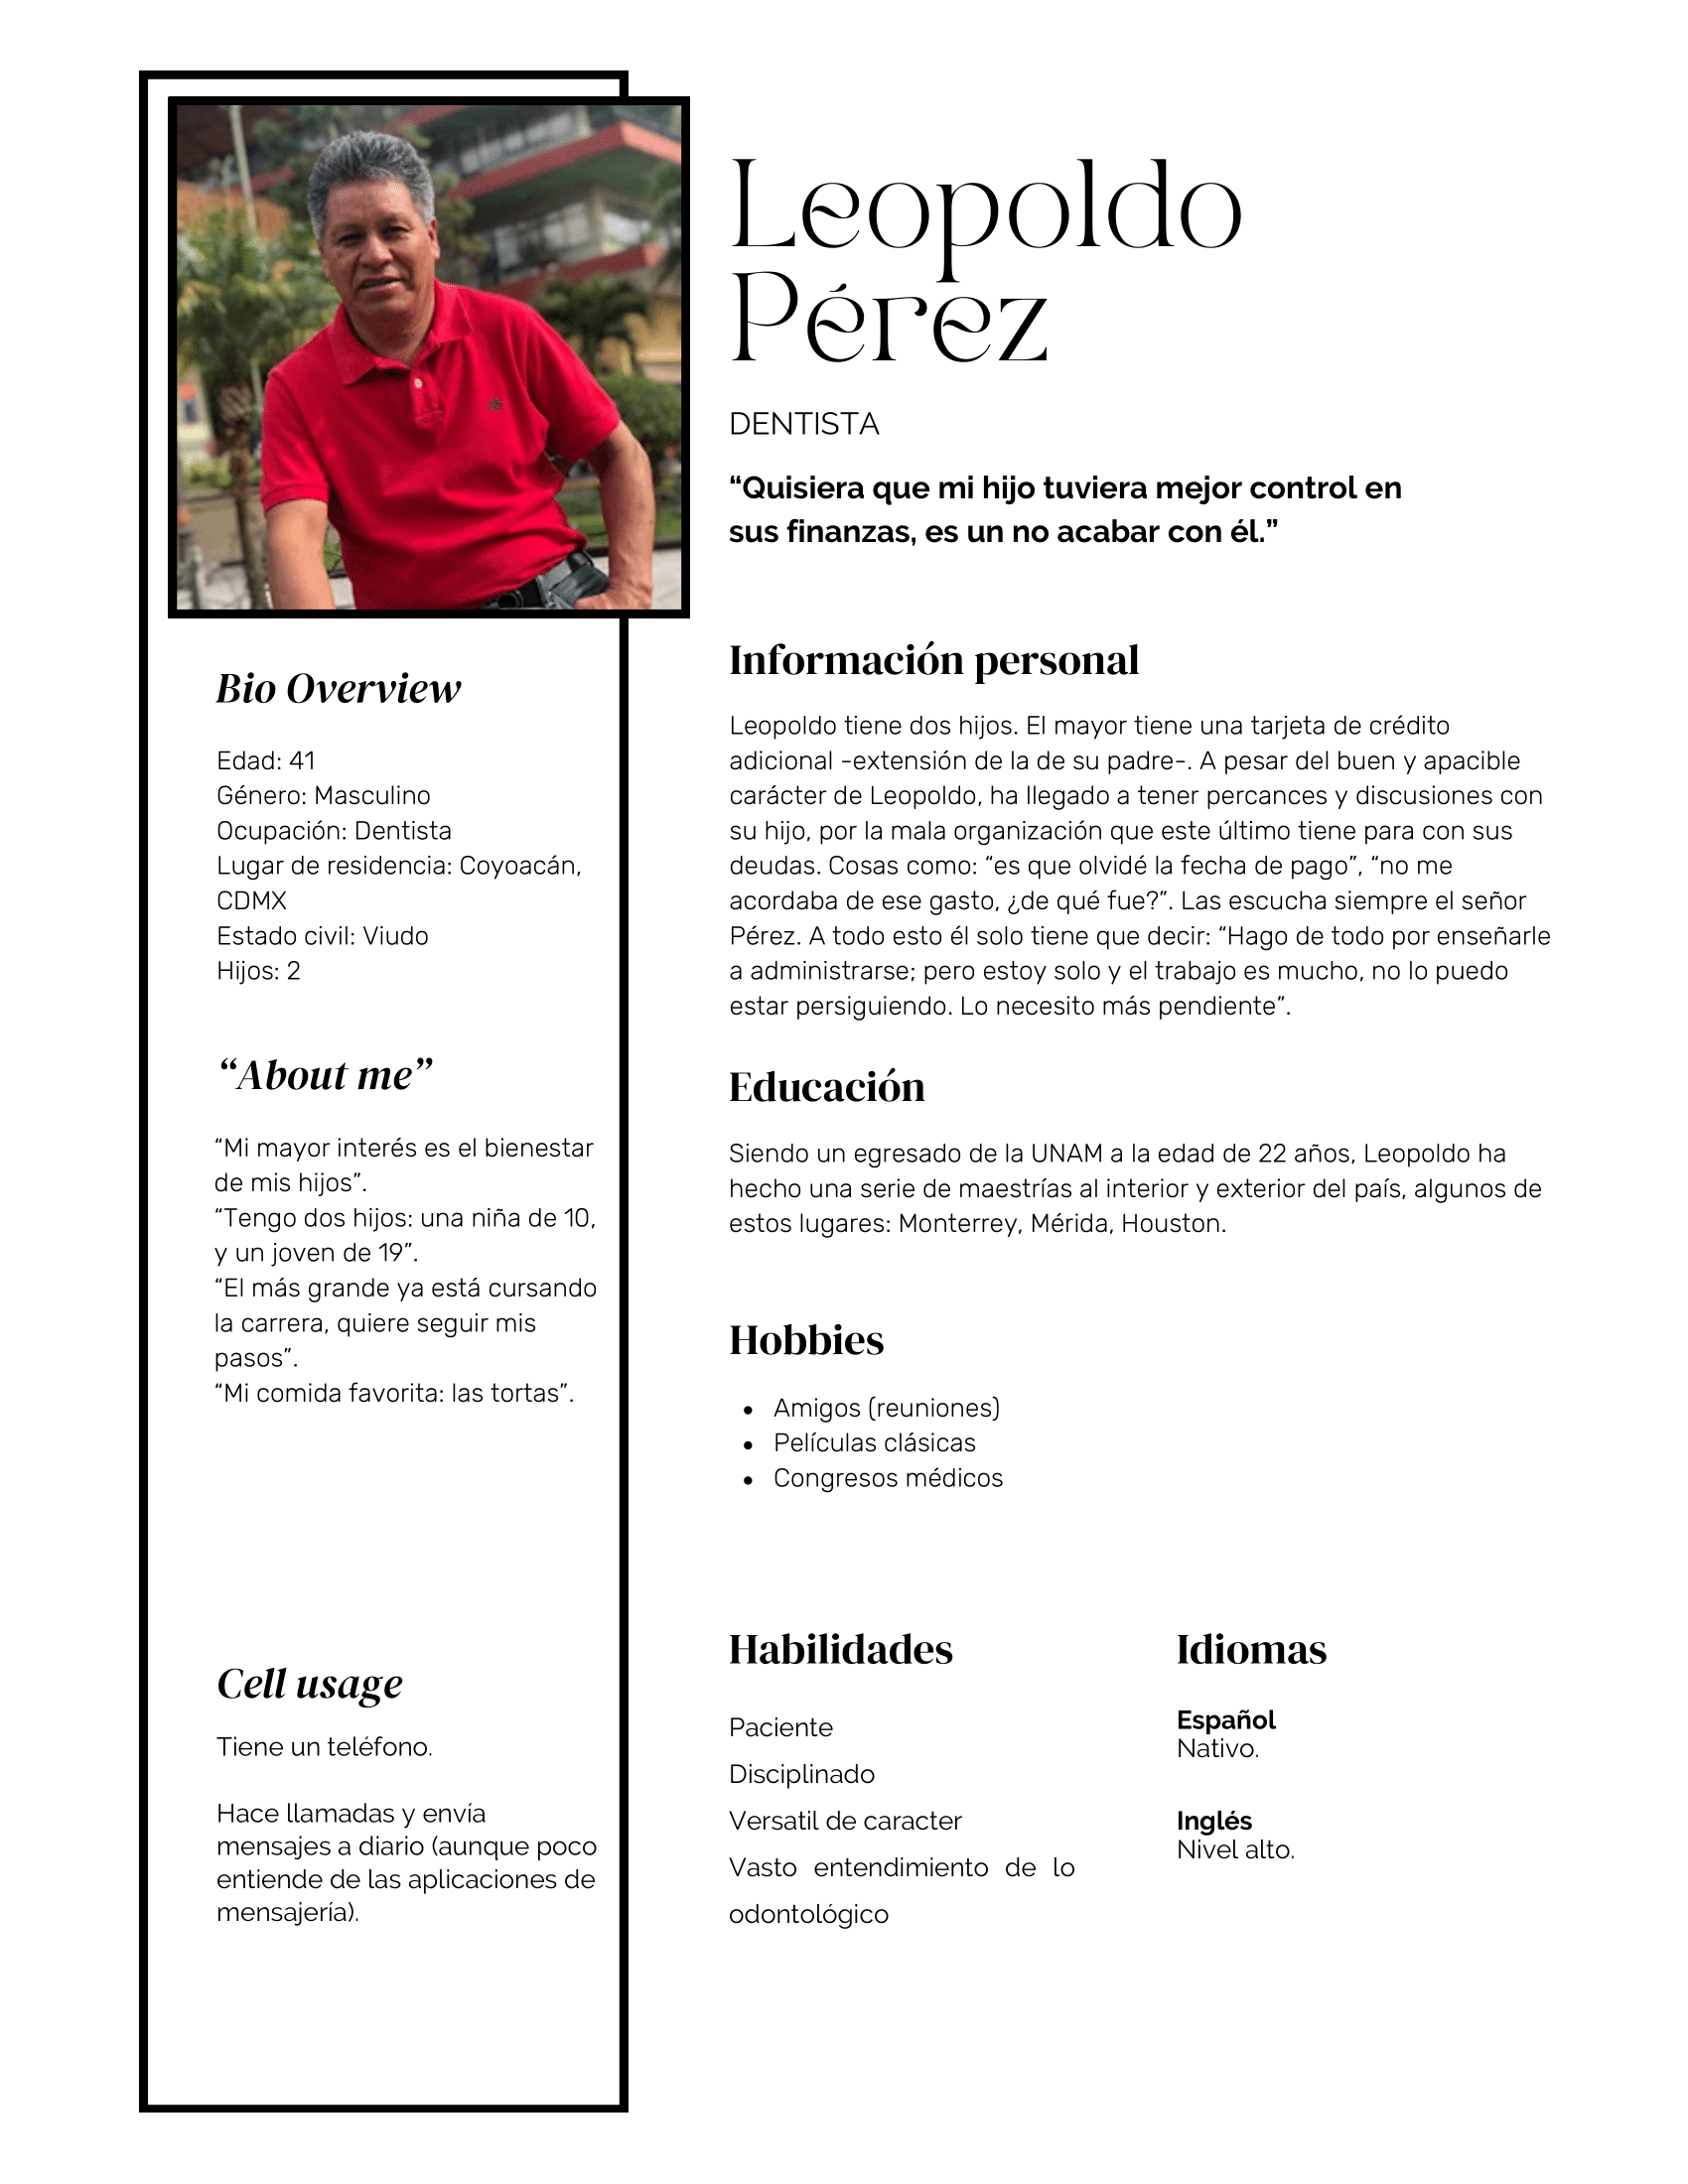 Leopoldo
Pérez
DENTISTA
“Quisiera que mi hijo tuviera mejor control en
sus finanzas, es un no acabar con él.”
Bio Overview
Edad: 41
Género: Masculino
Ocupación: Dentista
Lugar de residencia: Coyoacán,
CDMX
Estado civil: Viudo
Hijos: 2
“About me”
“Mi mayor interés es el bienestar
de mis hijos”.
“Tengo dos hijos: una niña de 10,
y un joven de 19”.
“El más grande ya está cursando
la carrera, quiere seguir mis
pasos”.
“Mi comida favorita: las tortas”.
Cell usage
Tiene un teléfono.
Hace llamadas y envía
mensajes a diario (aunque poco
entiende de las aplicaciones de
mensajería).
Información personal
Leopoldo tiene dos hijos. El mayor tiene una tarjeta de crédito
adicional -extensión de la de su padre-. A pesar del buen y apacible
carácter de Leopoldo, ha llegado a tener percances y discusiones con
su hijo, por la mala organización que este último tiene para con sus
deudas. Cosas como: “es que olvidé la fecha de pago”, “no me
acordaba de ese gasto, ¿de qué fue?”. Las escucha siempre el señor
Pérez. A todo esto él solo tiene que decir: “Hago de todo por enseñarle
a administrarse; pero estoy solo y el trabajo es mucho, no lo puedo
estar persiguiendo. Lo necesito más pendiente”.
Educación
Siendo un egresado de la UNAM a la edad de 22 años, Leopoldo ha
hecho una serie de maestrías al interior y exterior del país, algunos de
estos lugares: Monterrey, Mérida, Houston.
Hobbies
• Amigos (reuniones)
• Películas clásicas
• Congresos médicos
Habilidades
Paciente
Disciplinado
Versatil de caracter
Vasto entendimiento de lo
odontológico
Idiomas
Español
Nativo.
Inglés
Nivel alto.